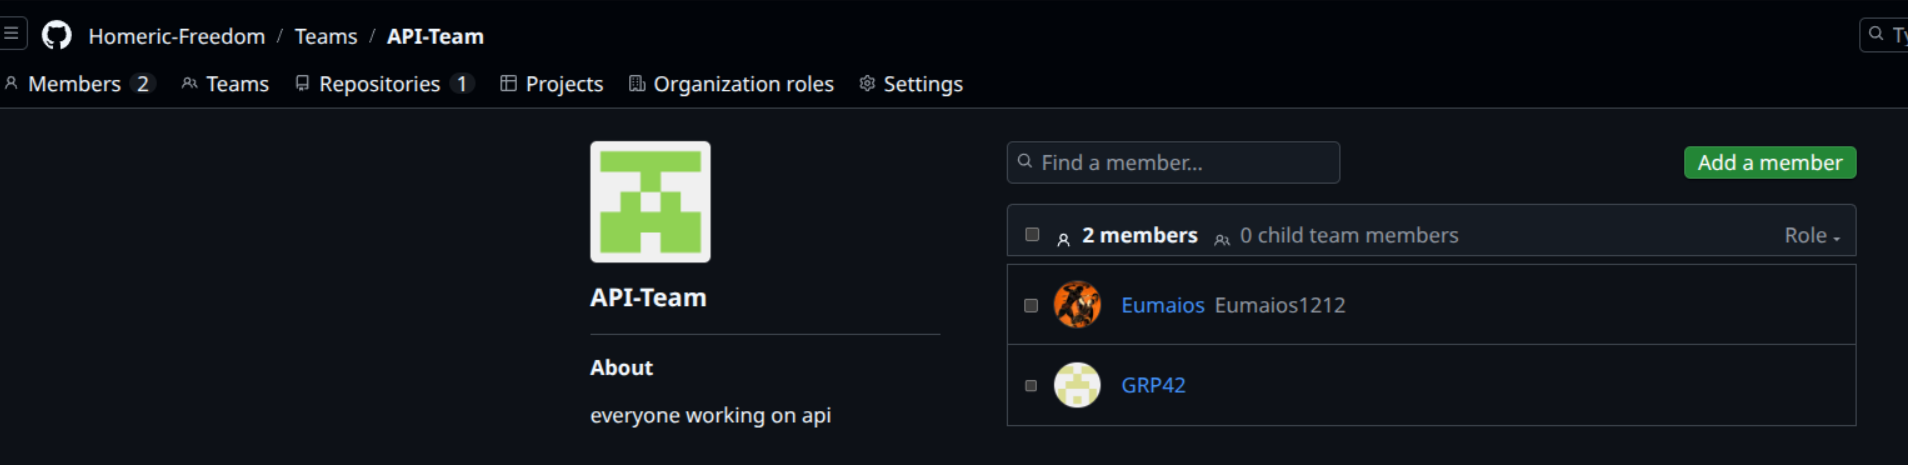 Homeric-Freedom / Teams / API-Team
Members 2 Teams Repositories 1 Projects Organization roles Settings
API-Team
About
everyone working on api
Find a member...
Add a member
2 members 0 child team members Role
Eumaios Eumaios1212
GRP42